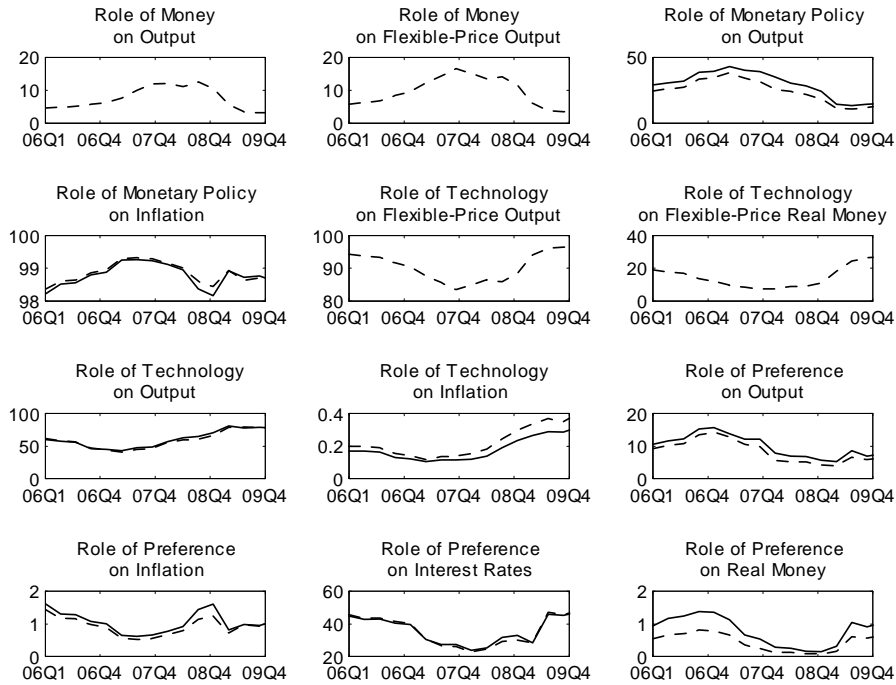 Role of Money
on Output
Role of Money
on Flexible-Price Output
Role of Monetary Policy
on Output
20
10
0
06Q1 06Q4 07Q4 08Q4 09Q4
20
10
0
06Q1 06Q4 07Q4 08Q4 09Q4
50
0
06Q1 06Q4 07Q4 08Q4 09Q4
Role of Monetary Policy
on Inflation
Role of Technology
on Flexible-Price Output
Role of Technology
on Flexible-Price Real Money
100
99
98
06Q1 06Q4 07Q4 08Q4 09Q4
100
90
80
06Q1 06Q4 07Q4 08Q4 09Q4
40
20
0
06Q1 06Q4 07Q4 08Q4 09Q4
Role of Technology
on Output
Role of Technology
on Inflation
Role of Preference
on Output
100
50
0
06Q1 06Q4 07Q4 08Q4 09Q4
0.4
0.2
0
06Q1 06Q4 07Q4 08Q4 09Q4
20
10
0
06Q1 06Q4 07Q4 08Q4 09Q4
Role of Preference
on Inflation
Role of Preference
on Interest Rates
Role of Preference
on Real Money
2
1
0
06Q1 06Q4 07Q4 08Q4 09Q4
60
40
20
06Q1 06Q4 07Q4 08Q4 09Q4
2
1
0
06Q1 06Q4 07Q4 08Q4 09Q4